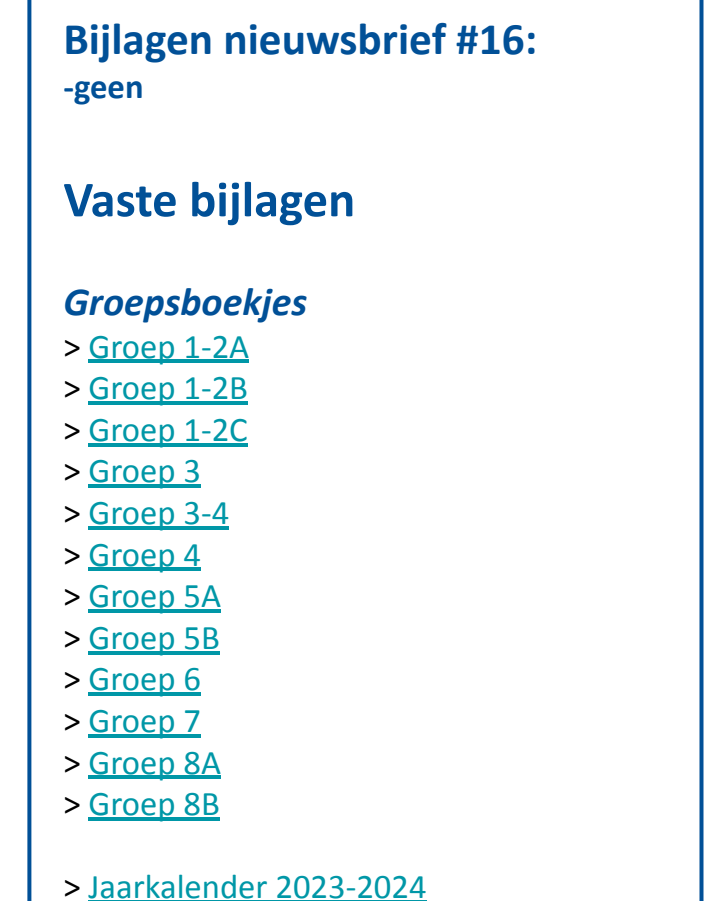 Bijlagen nieuwsbrief #16:
-geen
Vaste bijlagen
Groepsboekjes
> Groep 1-2A
> Groep 1-2B
> Groep 1-2C
> Groep 3
> Groep 3-4
> Groep 4
> Groep 5A
> Groep 5B
> Groep 6
> Groep 7
> Groep 8A
> Groep 8B
> Jaarkalender 2023-2024